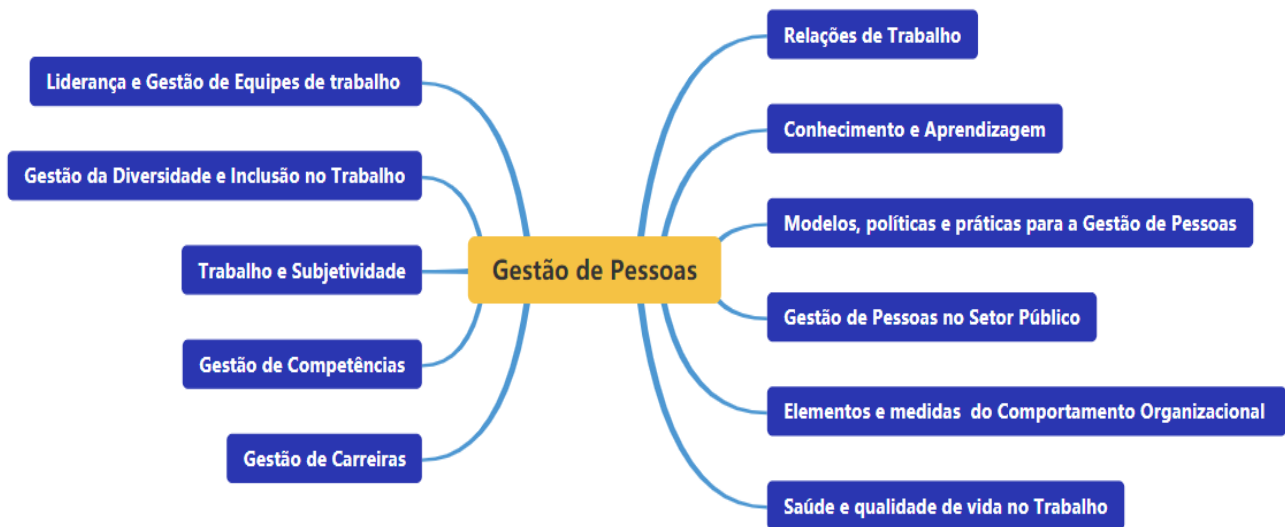 Gestão de Pessoas
Liderança e Gestão de Equipes de trabalho
Gestão da Diversidade e Inclusão no Trabalho
Trabalho e Subjetividade
Gestão de Competências
Gestão de Carreiras
Relações de Trabalho
Conhecimento e Aprendizagem
Modelos, políticas e práticas para a Gestão de Pessoas
Gestão de Pessoas no Setor Público
Elementos e medidas do Comportamento Organizacional
Saúde e qualidade de vida no Trabalho